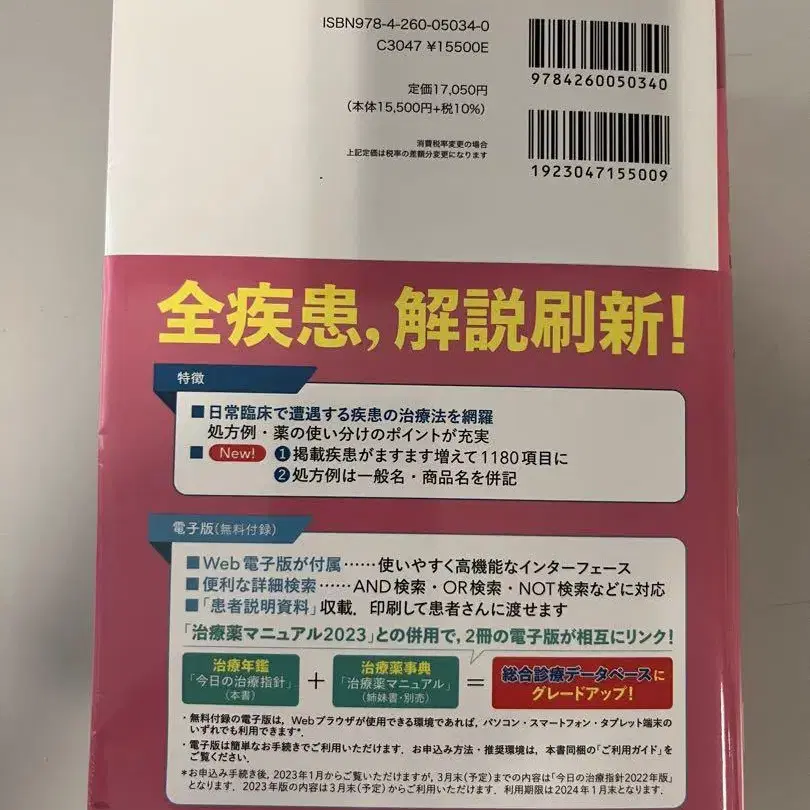 ISBN978-4-260-05034-0
C3047 ¥15500E
定価17,050円
(本体15,500円+税10%)
消費税率変更の場合
上記定価は税率の差額分変更になります
9784260050340
1923047155009
全疾患,解説刷新!
特徴
■日常臨床で遭遇する疾患の治療法を網羅
処方例・薬の使い分けのポイントが充実
■New! ❶掲載疾患がますます増えて1180項目に
❷処方例は一般名・商品名を併記
電子版(無料付録)
■Web電子版が付属……使いやすく高機能なインターフェース
■便利な詳細検索……AND検索・OR検索・NOT検索などに対応
■「患者説明資料」収載.印刷して患者さんに渡せます
「治療薬マニュアル2023」との併用で,2冊の電子版が相互にリンク!
治療年鑑
「今日の治療指針」
(本書)
+
治療薬事典
「治療薬マニュアル」
(姉妹書・別売)
=
総合診療データベースに
グレードアップ!
・無料付録の電子版は,Webブラウザが使用できる環境であれば,パソコン・スマートフォン・タブレット端末の
いずれでも利用できます*.
・電子版は簡単なお手続きでご利用いただけます.お申込み方法・推奨環境は,本書同梱の「ご利用ガイド」を
ご覧ください.
*お申込み手続き後,2023年1月からご覧いただけますが,3月末(予定)までの内容は「今日の治療指針2022年版」
となります.2023年版の内容は3月末(予定)からご利用いただけます.利用期限は2024年1月末となります.